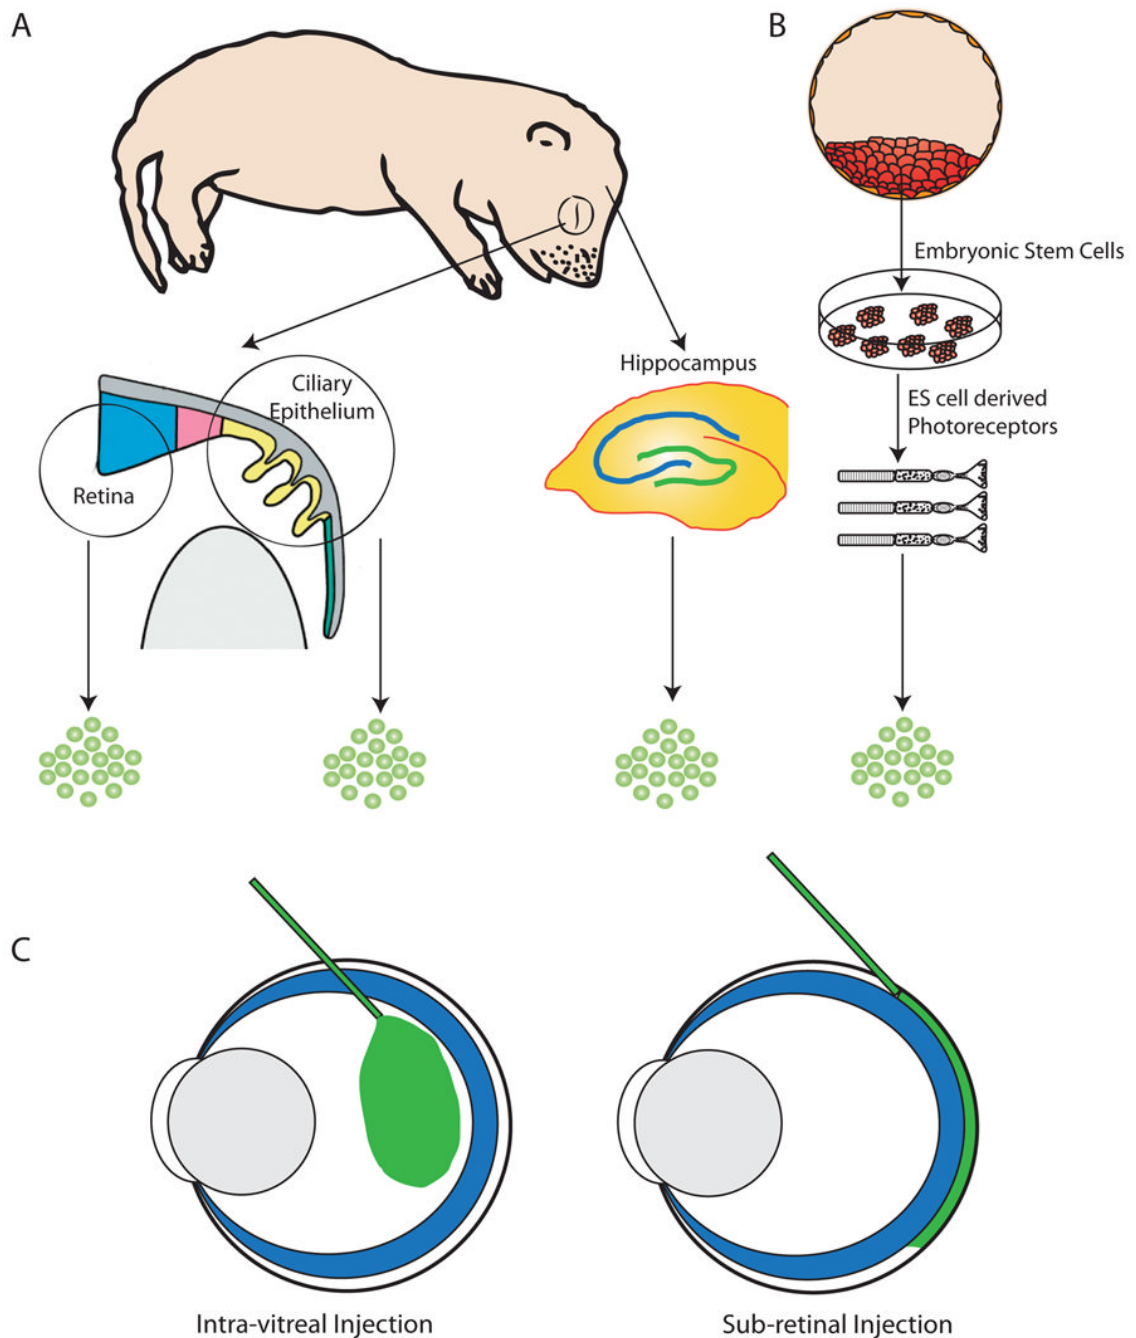 A
B
Embryonic Stem Cells
Hippocampus
Ciliary
Epithelium
ES cell derived
Photoreceptors
Retina
C
Intra-vitreal Injection
Sub-retinal Injection